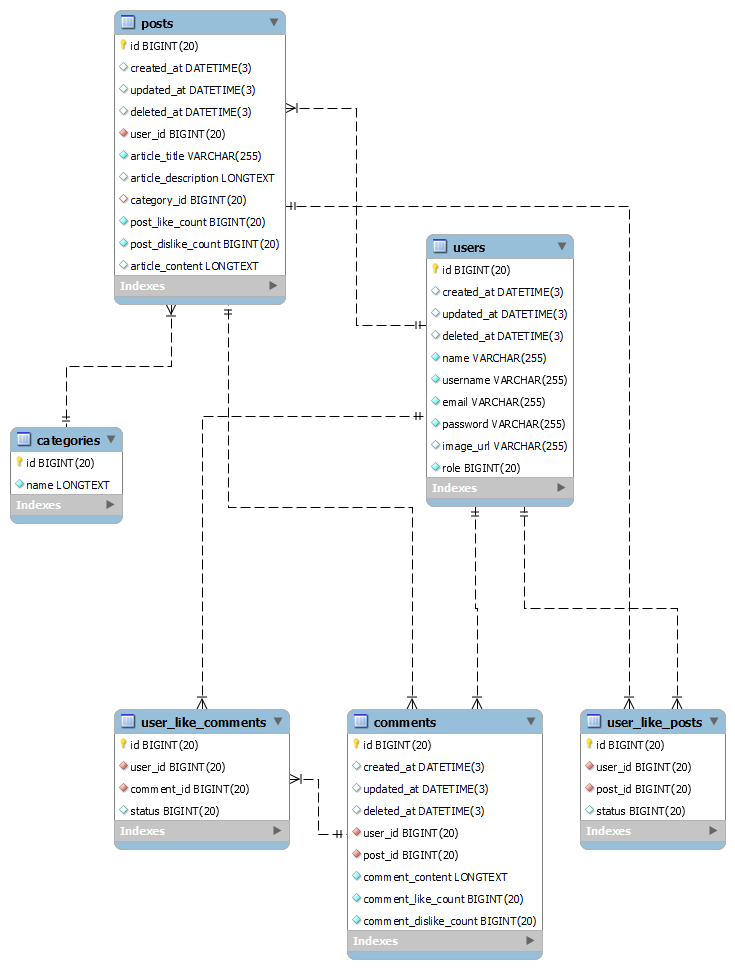 posts
id BIGINT(20)
created_at DATETIME(3)
updated_at DATETIME(3)
deleted_at DATETIME(3)
user_id BIGINT(20)
article_title VARCHAR(255)
article_description LONGTEXT
category_id BIGINT(20)
post_like_count BIGINT(20)
post_dislike_count BIGINT(20)
article_content LONGTEXT
Indexes
users
id BIGINT(20)
created_at DATETIME(3)
updated_at DATETIME(3)
deleted_at DATETIME(3)
name VARCHAR(255)
username VARCHAR(255)
email VARCHAR(255)
password VARCHAR(255)
image_url VARCHAR(255)
role BIGINT(20)
Indexes
categories
id BIGINT(20)
name LONGTEXT
Indexes
user_like_comments
id BIGINT(20)
user_id BIGINT(20)
comment_id BIGINT(20)
status BIGINT(20)
Indexes
comments
id BIGINT(20)
created_at DATETIME(3)
updated_at DATETIME(3)
deleted_at DATETIME(3)
user_id BIGINT(20)
post_id BIGINT(20)
comment_content LONGTEXT
comment_like_count BIGINT(20)
comment_dislike_count BIGINT(20)
Indexes
user_like_posts
id BIGINT(20)
user_id BIGINT(20)
post_id BIGINT(20)
status BIGINT(20)
Indexes